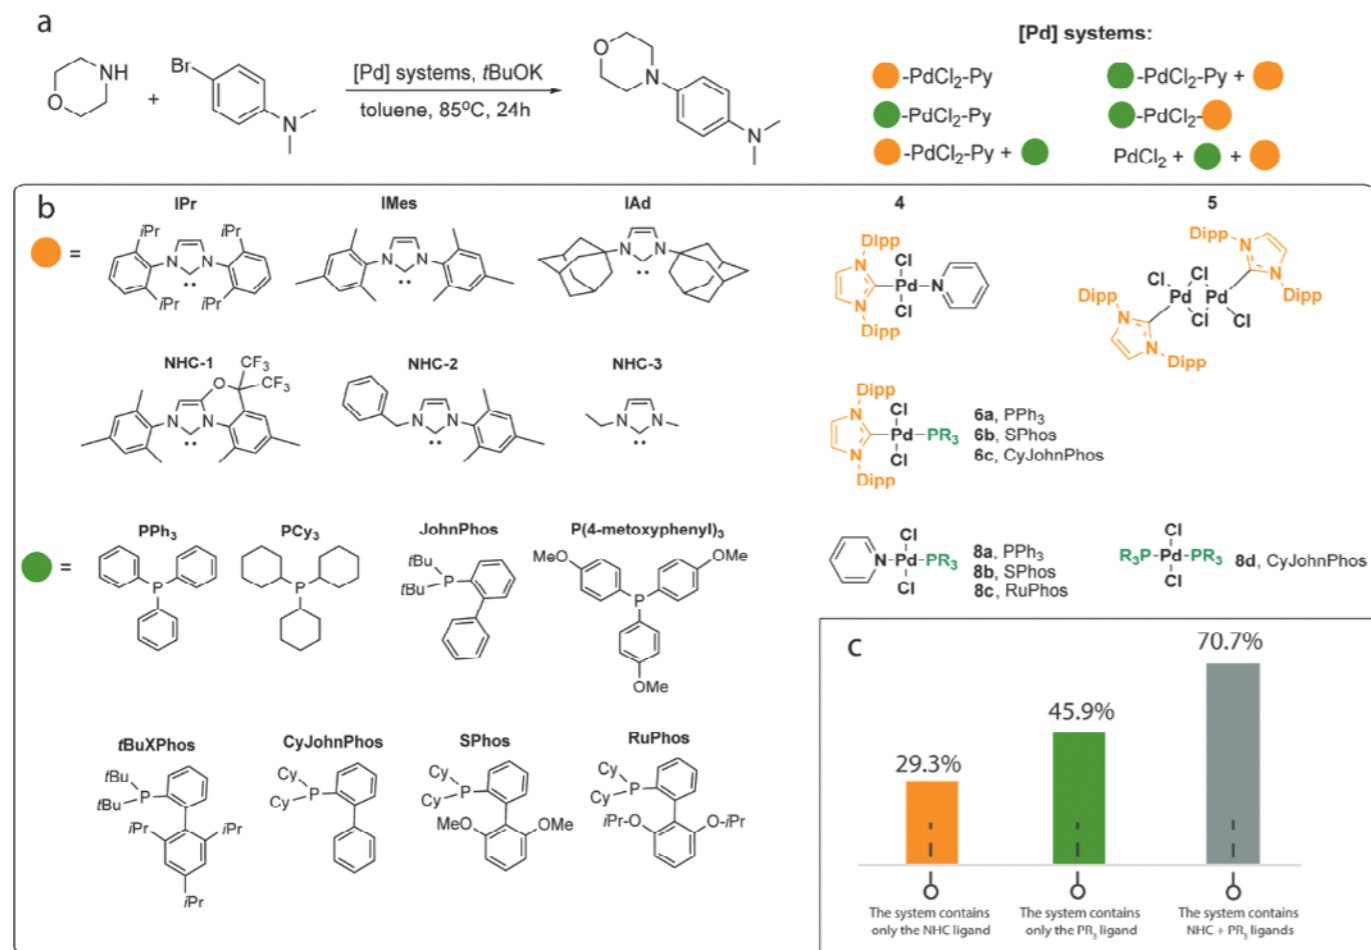 a
NH
O
+
Br
N
[Pd] systems, tBuOK
toluene, 85ºC, 24h
O
N
N
[Pd] systems:
-PdCl2-Py
-PdCl2-Py +
-PdCl2-Py
-PdCl2-
-PdCl2-Py +
PdCl2 + +
b
IPr
IMes
IAd
4
5
=
iPr
iPr
N
N
iPr
iPr
N
N
N
N
DIpp
N
Cl
Pd
N
N
Cl
Dipp
Dipp
N
Cl
Cl
N
Pd
Pd
Dipp
Dipp
N
Cl
Cl
N
Dipp
NHC-1
NHC-2
NHC-3
CF3
O
CF3
N
N
N
N
N
N
Dipp
N
Cl
Pd
PR3
N
Cl
Dipp
6a, PPh3
6b, SPhos
6c, CyJohnPhos
PPh3
PCy3
JohnPhos
P(4-metoxyphenyl)3
=
P
P
tBu
tBu
P
MeO
OMe
P
OMe
Cl
N
Pd
PR3
Cl
8a, PPh3
8b, SPhos
8c, RuPhos
Cl
R3P
Pd
PR3
Cl
8d, CyJohnPhos
tBuXPhos
CyJohnPhos
SPhos
RuPhos
tBu
tBu
P
iPr
iPr
iPr
Cy
Cy
P
Cy
Cy
P
MeO
OMe
Cy
Cy
P
iPr-O
O-iPr
c
29.3%
45.9%
70.7%
The system contains
only the NHC ligand
The system contains
only the PR3 ligand
The system contains
NHC + PR3 ligands